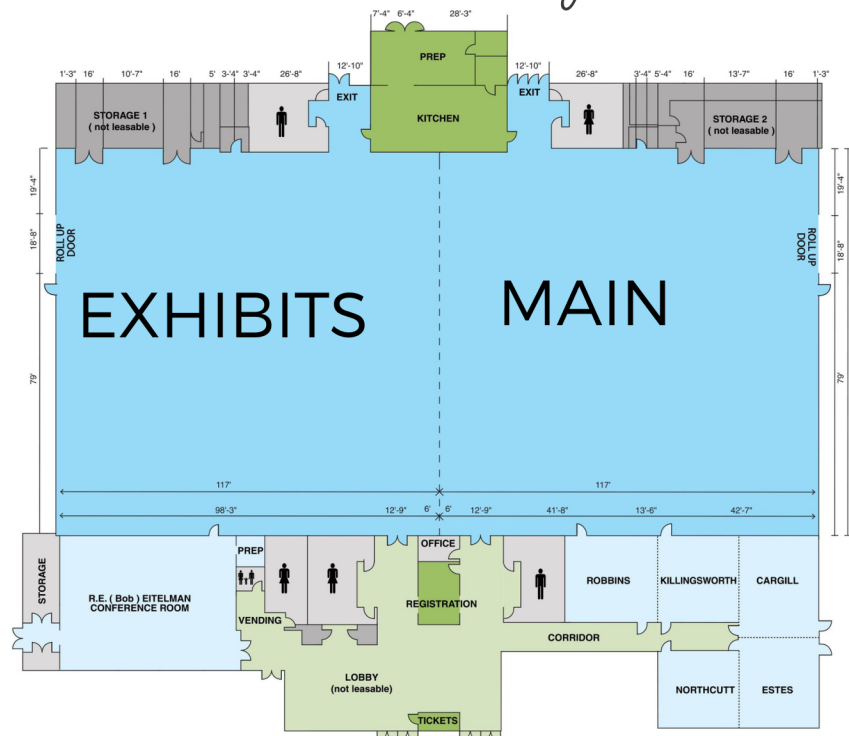 7'-4" 6'-4" 28'-3"
1'-3" 16' 10'-7" 16' 5' 3'-4" 3'-4" 26'-8" 12'-10" 12'-10" 26'-8" 3'-4" 5'-4" 16' 13'-7" 16' 1'-3"
PREP
EXIT
EXIT
STORAGE 1
( not leasable )
KITCHEN
STORAGE 2
( not leasable )
19'-4"
19'-4"
18'-8"
ROLL UP
DOOR
ROLL UP
DOOR
18'-8"
EXHIBITS
MAIN
79'
79'
117' 117'
98'-3" 12'-9" 6' 6' 12'-9" 41'-8" 13'-6" 42'-7"
OFFICE
PREP
STORAGE
R.E. ( Bob ) EITELMAN
CONFERENCE ROOM
ROBBINS
KILLINGSWORTH
CARGILL
REGISTRATION
VENDING
CORRIDOR
LOBBY
(not leasable)
NORTHCUTT
ESTES
TICKETS